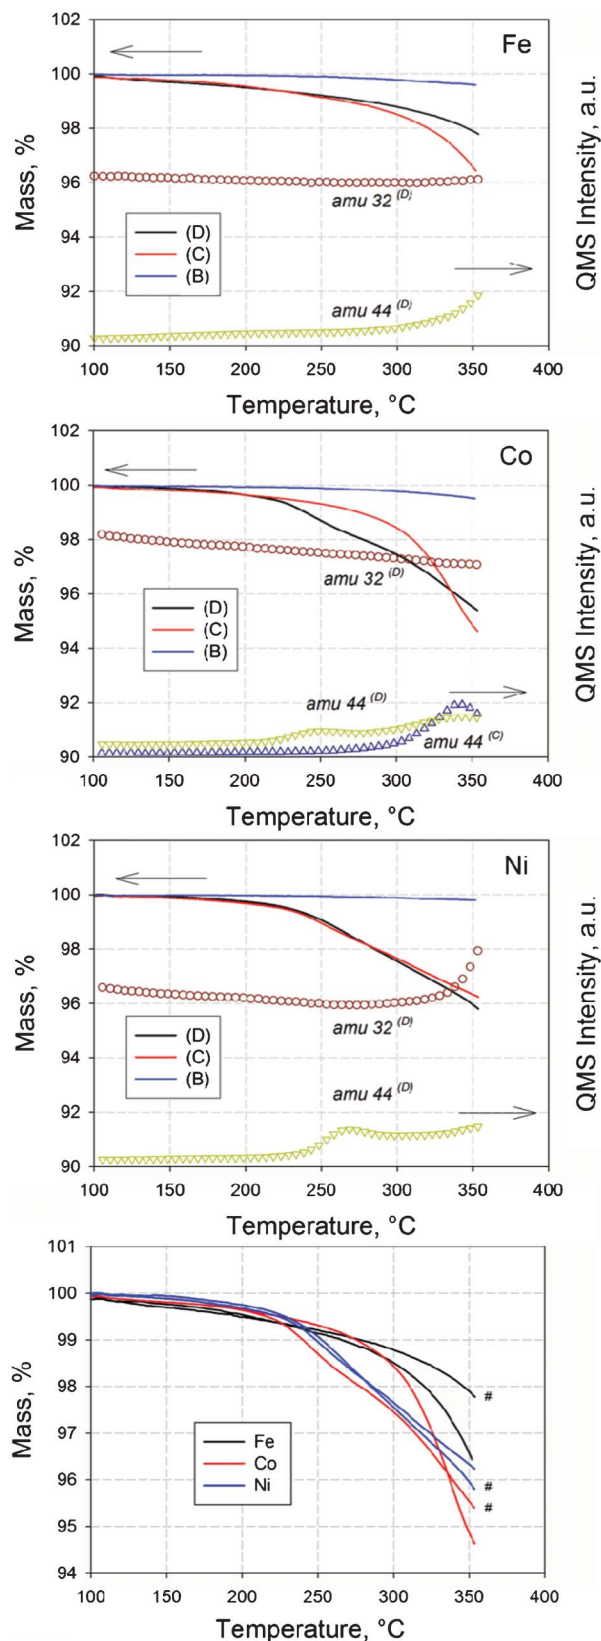 Fe
102
100
98
96
94
92
90
Mass, %
QMS Intensity, a.u.
amu 32 (D)
(D)
(C)
(B)
amu 44 (D)
100 150 200 250 300 350 400
Temperature, °C
Co
102
100
98
96
94
92
90
Mass, %
QMS Intensity, a.u.
amu 32 (D)
(D)
(C)
(B)
amu 44 (D)
amu 44 (C)
100 150 200 250 300 350 400
Temperature, °C
Ni
102
100
98
96
94
92
90
Mass, %
QMS Intensity, a.u.
amu 32 (D)
(D)
(C)
(B)
amu 44 (D)
100 150 200 250 300 350 400
Temperature, °C
101
100
99
98
97
96
95
94
Mass, %
Fe
Co
Ni
#
#
#
100 150 200 250 300 350 400
Temperature, °C